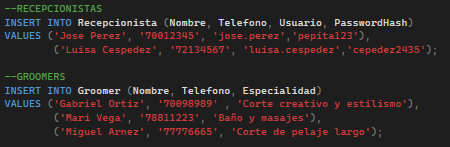 --RECEPCIONISTAS
INSERT INTO Recepcionista (Nombre, Telefono, Usuario, PasswordHash)
VALUES ('Jose Perez', '70012345', 'jose.perez','pepita123'),
('Luisa Cespedez', '72134567', 'luisa.cespedez','cepedez2435');
--GROOMERS
INSERT INTO Groomer (Nombre, Telefono, Especialidad)
VALUES ('Gabriel Ortiz', '70098989' , 'Corte creativo y estilismo'),
('Mari Vega', '78811223', 'Baño y masajes'),
('Miguel Arnez', '77776665', 'Corte de pelaje largo');